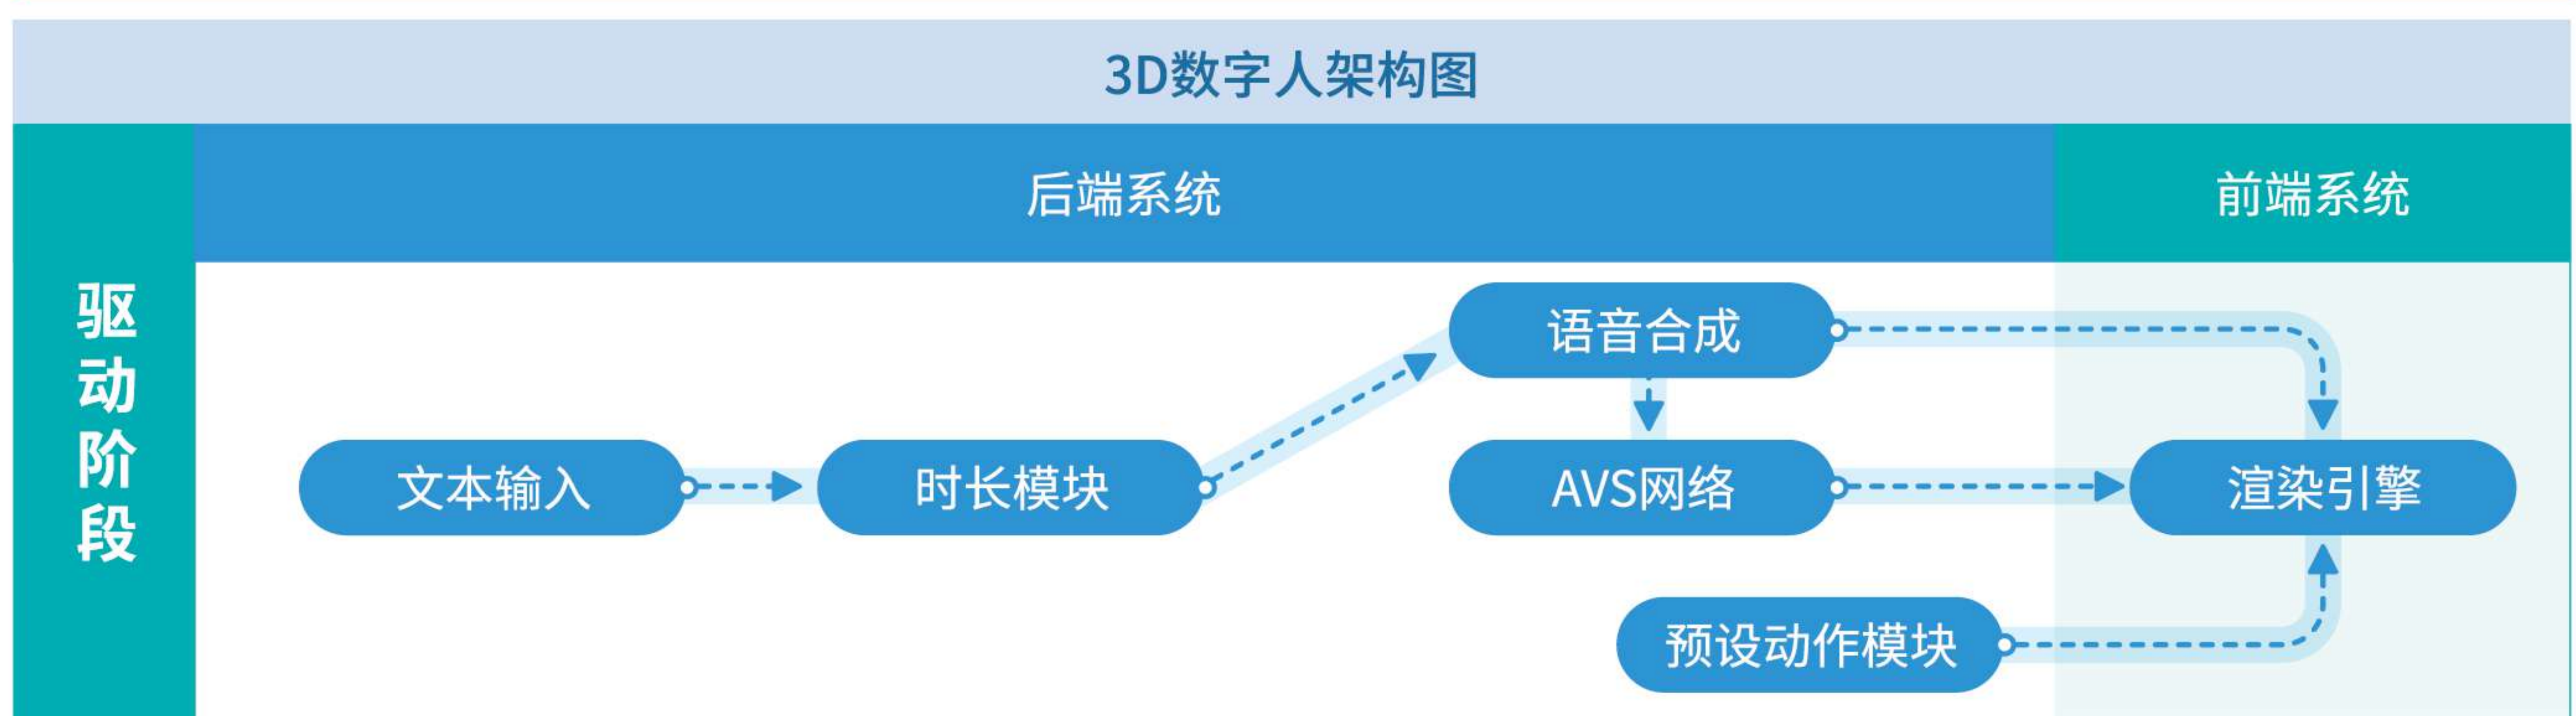 3D数字人架构图
后端系统
前端系统
驱动阶段
语音合成
文本输入
时长模块
AVS网络
渲染引擎
预设动作模块